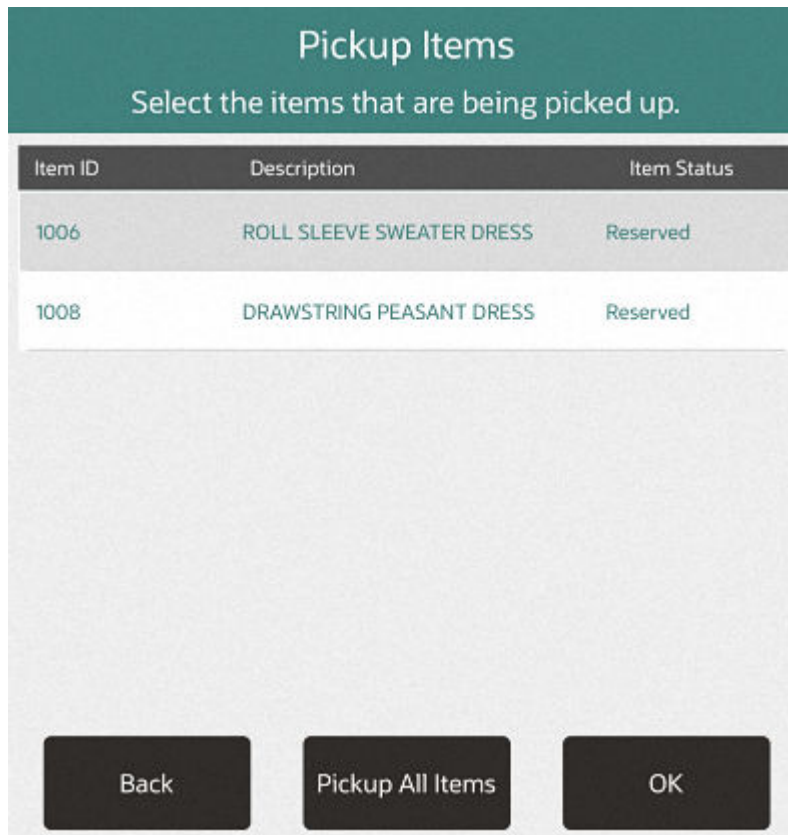 Pickup Items
Select the items that are being picked up.
Item ID Description Item Status
1006 ROLL SLEEVE SWEATER DRESS Reserved
1008 DRAWSTRING PEASANT DRESS Reserved
Back Pickup All Items OK